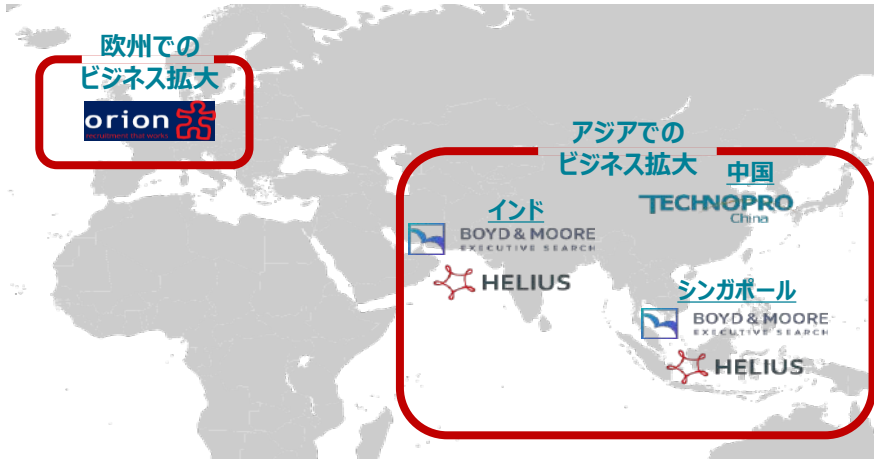 欧州での
ビジネス拡大
orion
recruitment that works
アジアでの
ビジネス拡大
中国
TECHNOPRO
China
インド
BOYD & MOORE
EXECUTIVE SEARCH
HELIUS
シンガポール
BOYD & MOORE
EXECUTIVE SEARCH
HELIUS